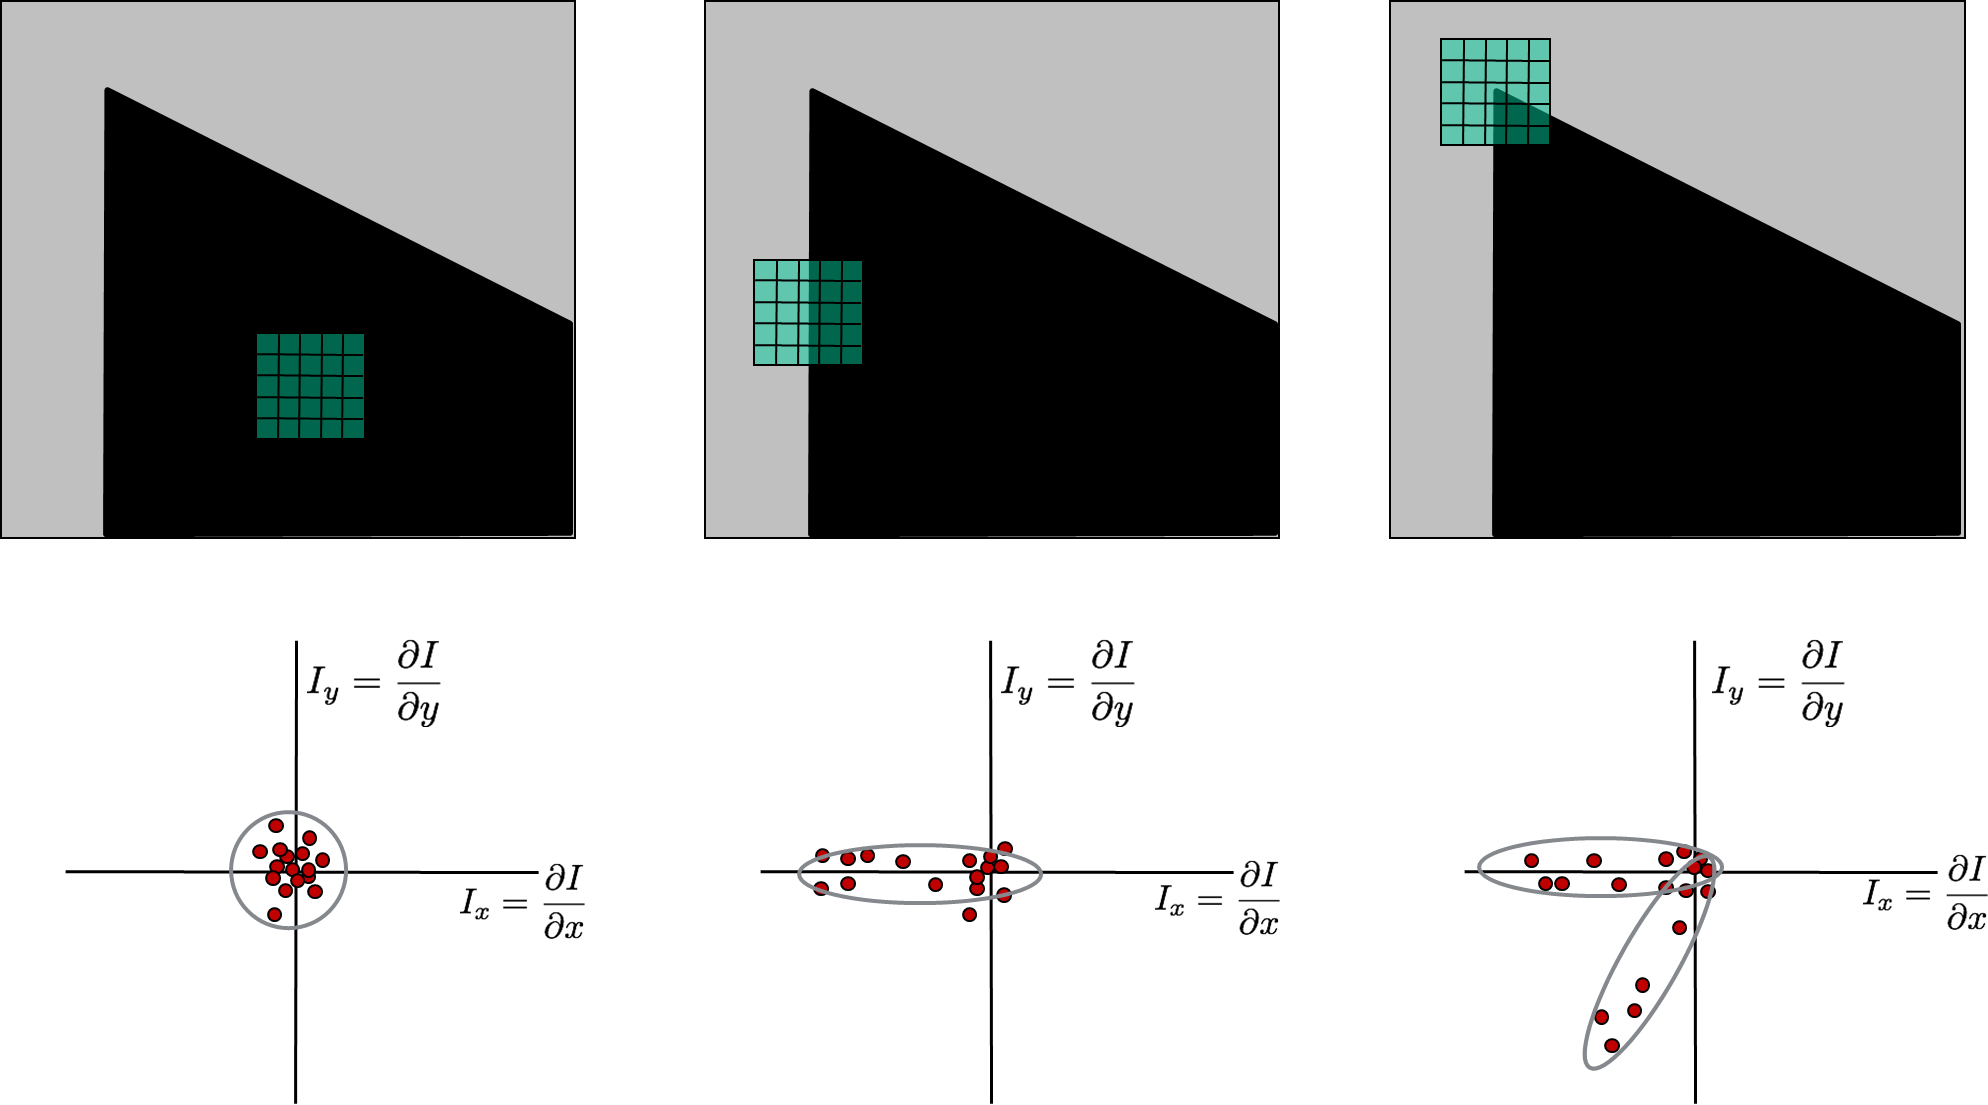 I_y = ∂I/∂y
I_x = ∂I/∂x
I_y = ∂I/∂y
I_x = ∂I/∂x
I_y = ∂I/∂y
I_x = ∂I/∂x